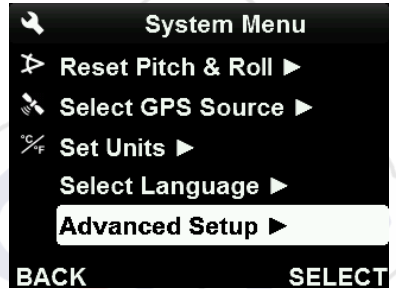 System Menu
Reset Pitch & Roll ▶
Select GPS Source ▶
°C/°F Set Units ▶
Select Language ▶
Advanced Setup ▶
BACK SELECT